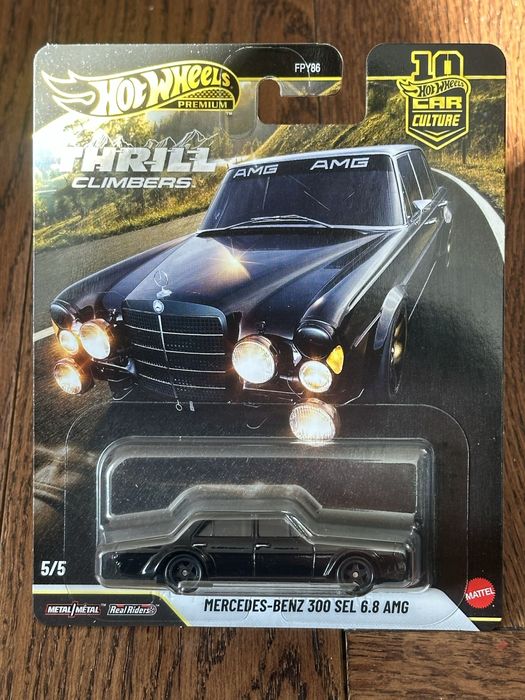 FPY86
HOT WHEELS
PREMIUM
10
HOT WHEELS
CAR
CULTURE
THRILL
CLIMBERS
AMG AMG
5/5
METAL/MÉTAL
Real Riders®
MERCEDES-BENZ 300 SEL 6.8 AMG
MATTEL